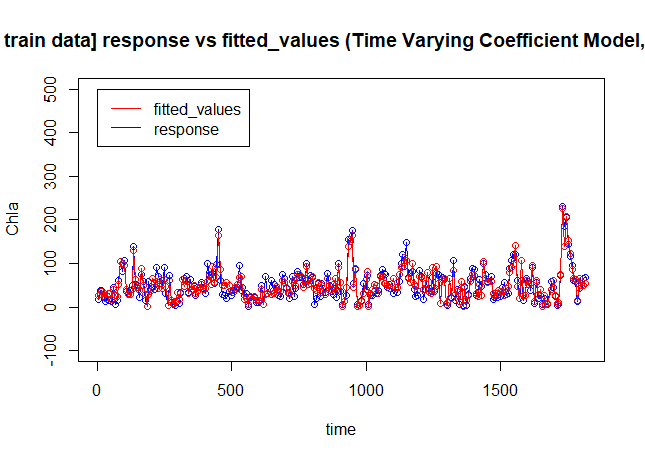 train data] response vs fitted_values (Time Varying Coefficient Model,
fitted_values
response
Chla
500
400
300
200
100
0
-100
0 500 1000 1500
time